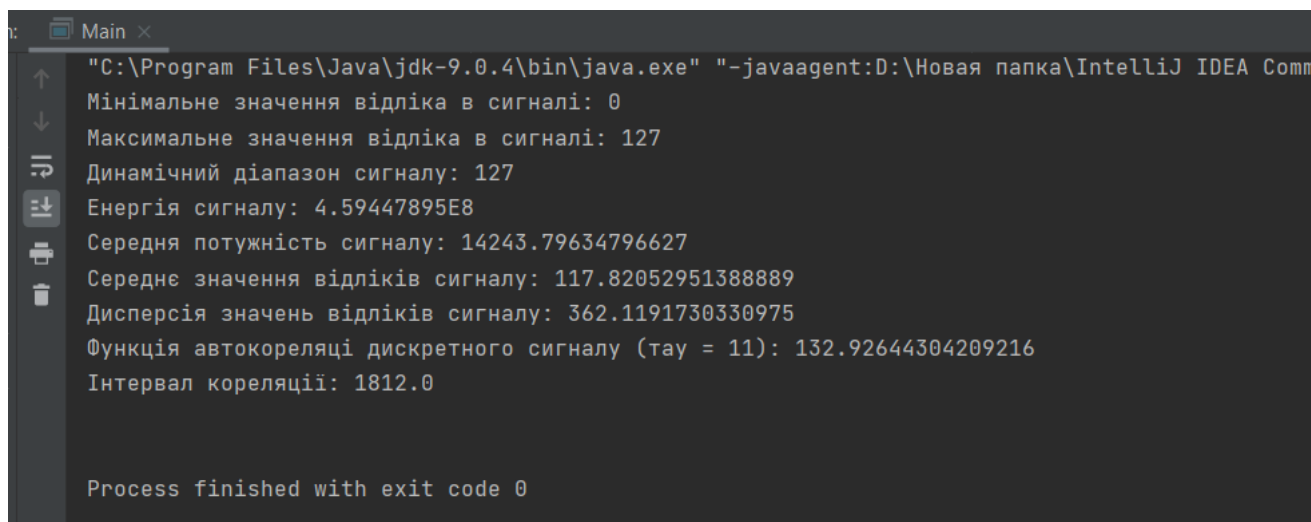 Main
"C:\Program Files\Java\jdk-9.0.4\bin\java.exe" "-javaagent:D:\Новая папка\IntelliJ IDEA Comm
Мінімальне значення відліка в сигналі: 0
Максимальне значення відліка в сигналі: 127
Динамічний діапазон сигналу: 127
Енергія сигналу: 4.59447895E8
Середня потужність сигналу: 14243.79634796627
Середнє значення відліків сигналу: 117.82052951388889
Дисперсія значень відліків сигналу: 362.1191730330975
Функція автокореляці дискретного сигналу (тау = 11): 132.92644304209216
Інтервал кореляції: 1812.0
Process finished with exit code 0